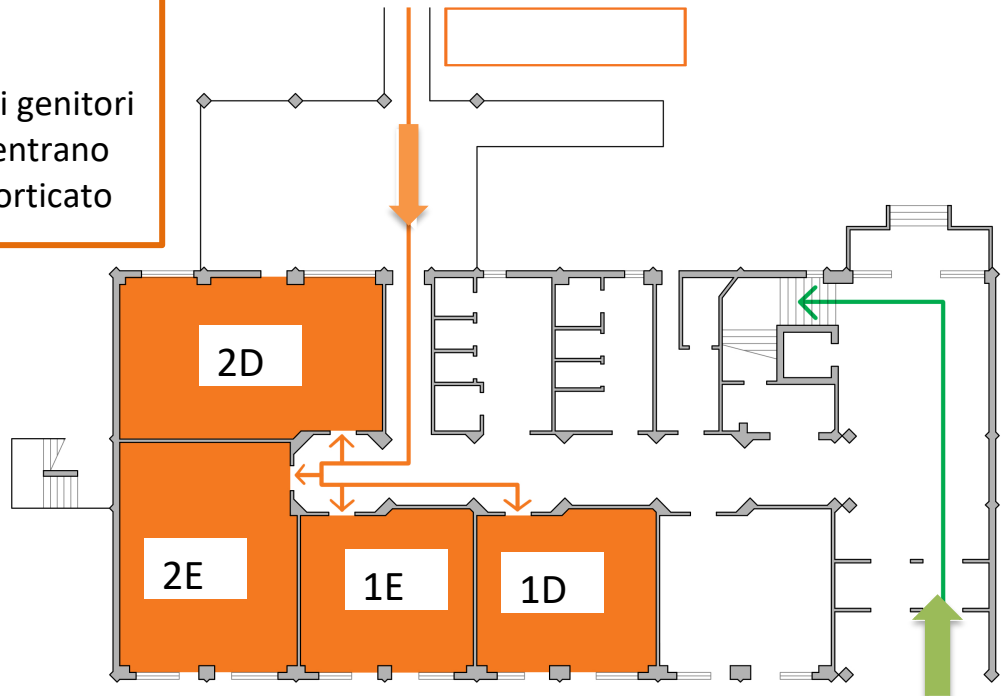 i genitori
entrano
orticato
2D
2E
1E
1D